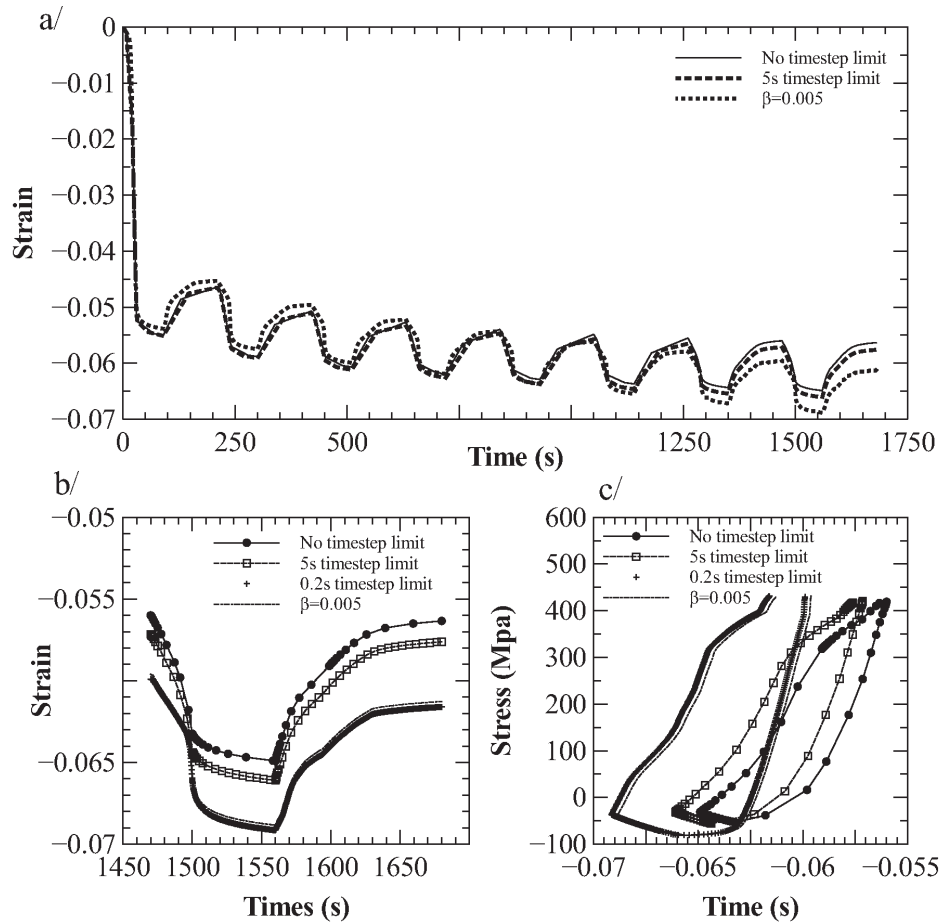 a/
0
−0.01
−0.02
−0.03
−0.04
−0.05
−0.06
−0.07
Strain
No timestep limit
5s timestep limit
β=0.005
0
250
500
1250
1500
1750
Time (s)
b/
−0.05
−0.055
−0.065
−0.07
Strain
No timestep limit
5s timestep limit
0.2s timestep limit
β=0.005
1450
1500
1550
1600
1650
Times (s)
c/
600
500
400
300
200
100
0
−100
Stress (Mpa)
No timestep limit
5s timestep limit
0.2s timestep limit
β=0.005
−0.07
−0.065
−0.06
−0.055
Time (s)